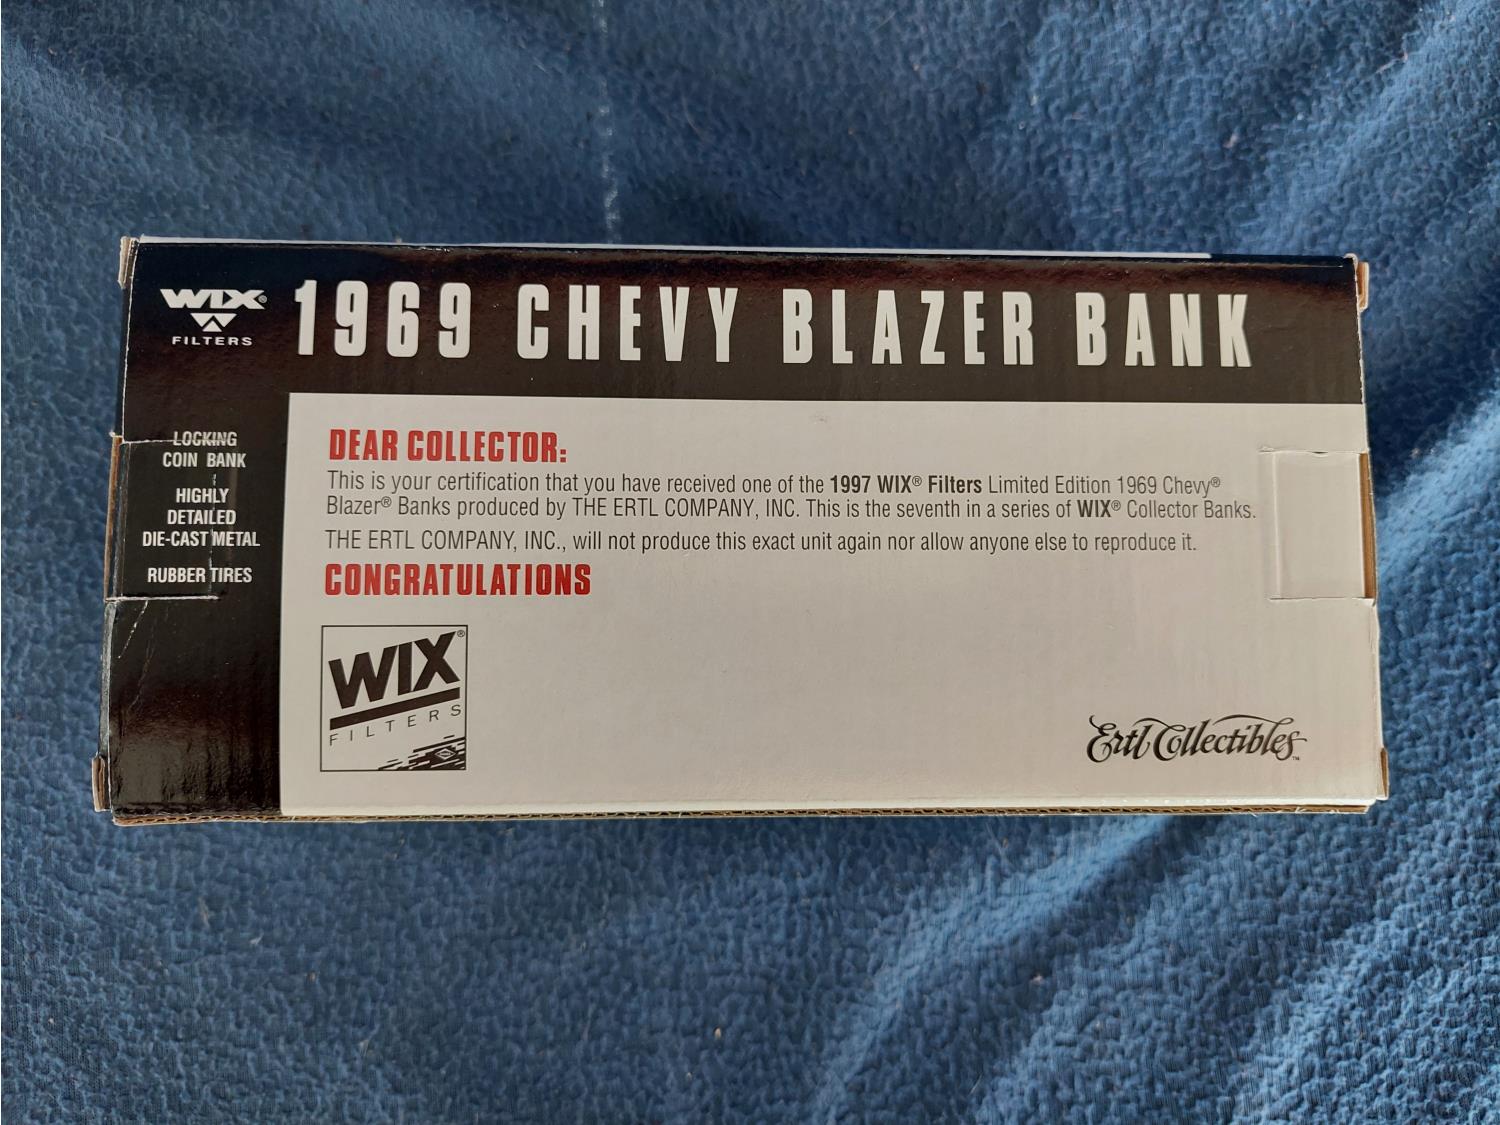 WIX®
FILTERS
1969 CHEVY BLAZER BANK
LOCKING
COIN BANK
HIGHLY
DETAILED
DIE-CAST METAL
RUBBER TIRES
DEAR COLLECTOR:
This is your certification that you have received one of the 1997 WIX® Filters Limited Edition 1969 Chevy®
Blazer® Banks produced by THE ERTL COMPANY, INC. This is the seventh in a series of WIX® Collector Banks.
THE ERTL COMPANY, INC., will not produce this exact unit again nor allow anyone else to reproduce it.
CONGRATULATIONS
WIX®
FILTERS
Ertl Collectibles™